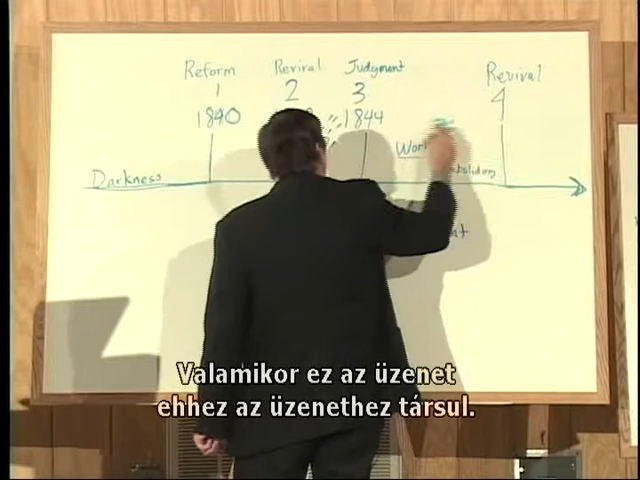 Reform Revival Judgment Revival
1 2 3 4
1840 1844
Darkness
Valamikor ez az üzenet
ehhez az üzenethez társul.